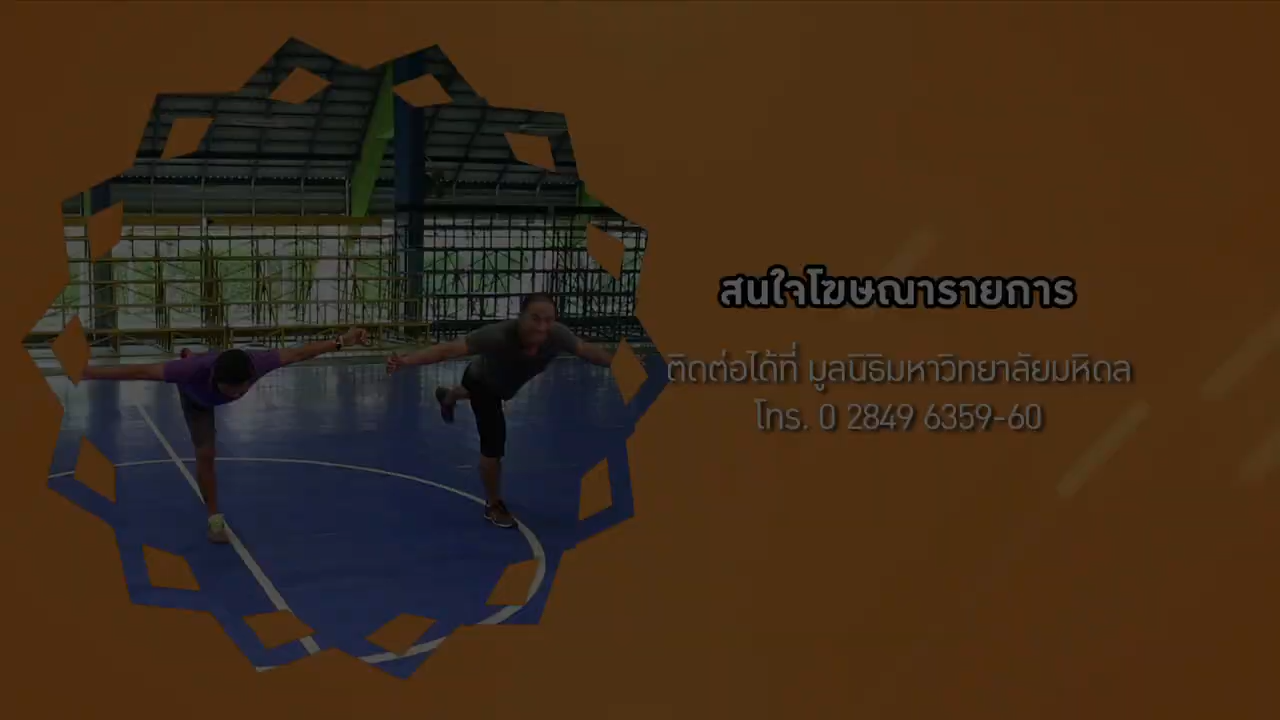 สนใจโฆษณารายการ
ติดต่อได้ที่ มูลนิธิมหาวิทยาลัยมหิดล
โทร. 0 2849 6359-60